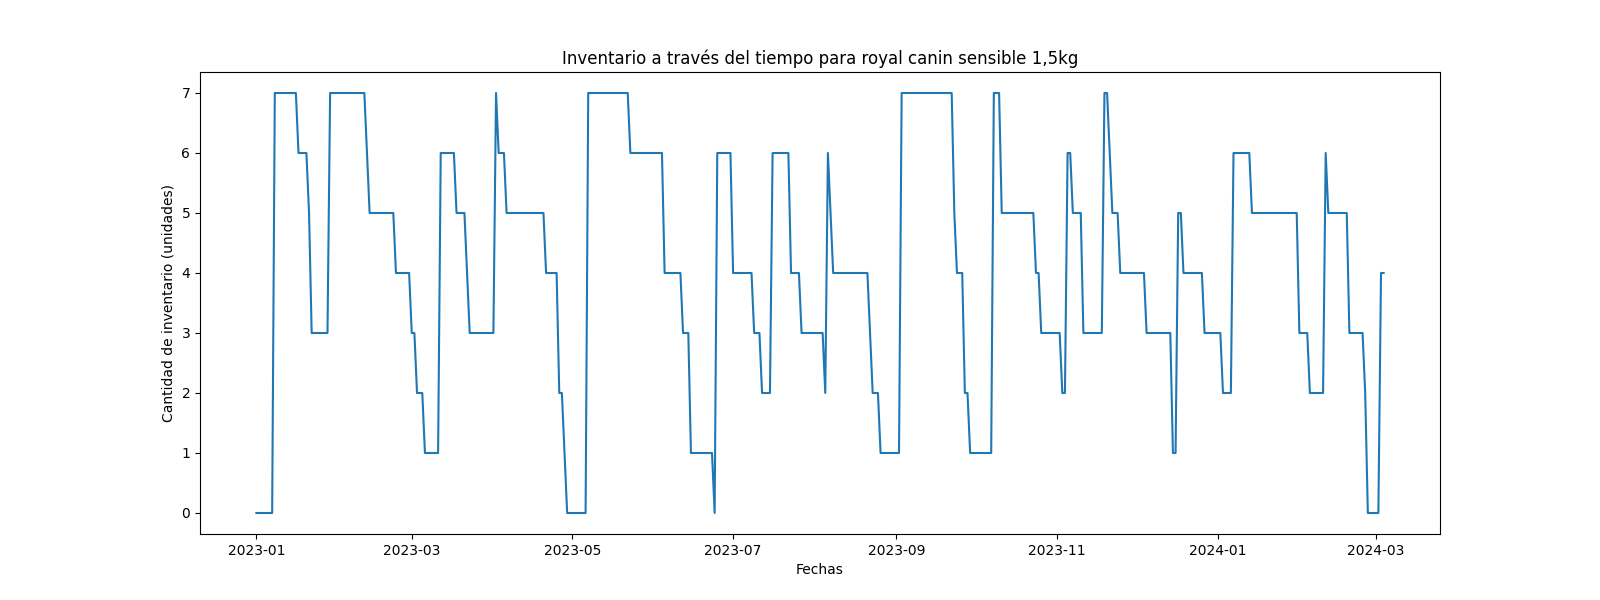 Inventario a través del tiempo para royal canin sensible 1,5kg
Cantidad de inventario (unidades)
7
6
5
4
3
2
1
0
2023-01 2023-03 2023-05 2023-07 2023-09 2023-11 2024-01 2024-03
Fechas